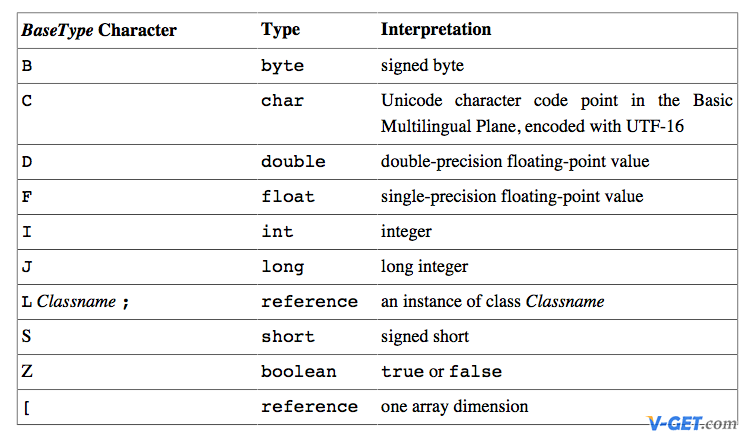 BaseType Character Type Interpretation
B byte signed byte
C char Unicode character code point in the Basic
Multilingual Plane, encoded with UTF-16
D double double-precision floating-point value
F float single-precision floating-point value
I int integer
J long long integer
L Classname ; reference an instance of class Classname
S short signed short
Z boolean true or false
[ reference one array dimension
V-GET.com